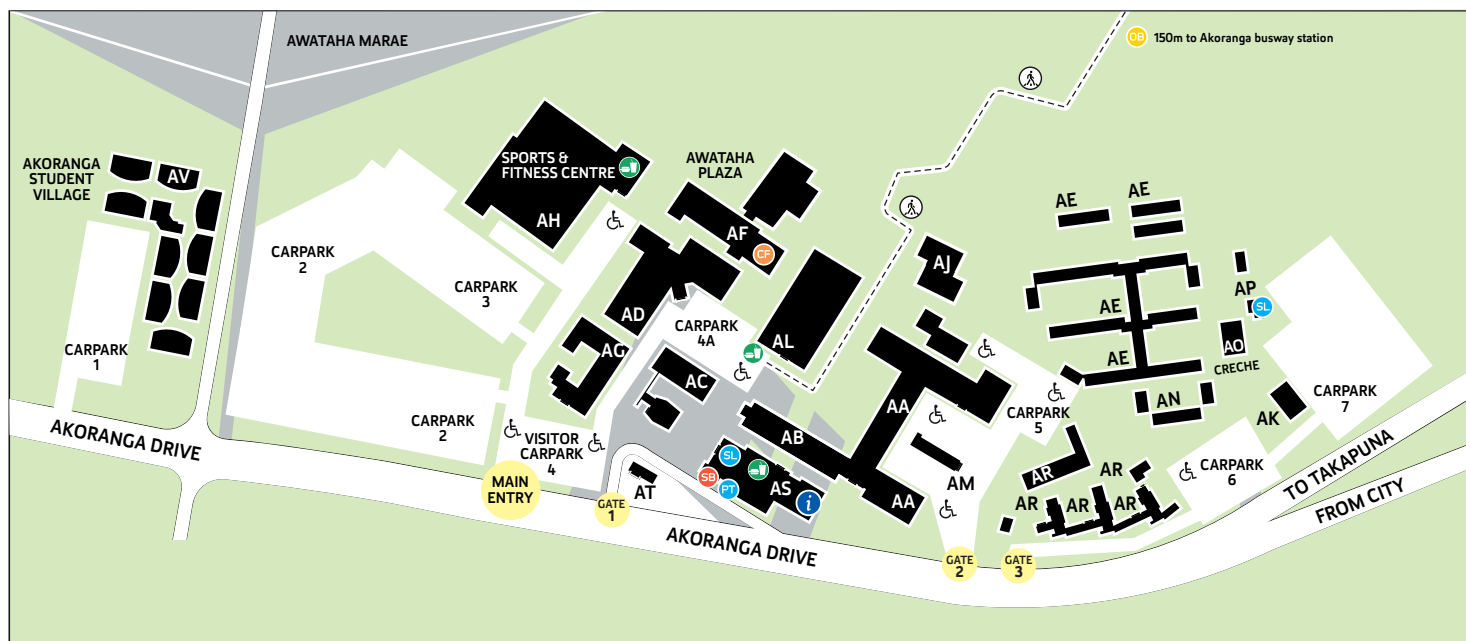 AWATAHA MARAE
OB 150m to Akoranga busway station
AKORANGA
STUDENT
VILLAGE
AV
SPORTS &
FITNESS CENTRE
AH
AWATAHA
PLAZA
AF
CF
AE
AE
AJ
AE
AP
SL
AO
CRECHE
AE
CARPARK
1
CARPARK
2
CARPARK
3
AD
CARPARK
4A
AL
AG
AC
AA
CARPARK
5
AN
AK
CARPARK
7
AKORANGA DRIVE
CARPARK
2
VISITOR
CARPARK
4
AB
SL
SB
PT
AS
i
AA
AM
AR
AR
CARPARK
6
TO TAKAPUNA
FROM CITY
MAIN
ENTRY
GATE
1
AT
AR
AR
AR
AKORANGA DRIVE
GATE
2
GATE
3